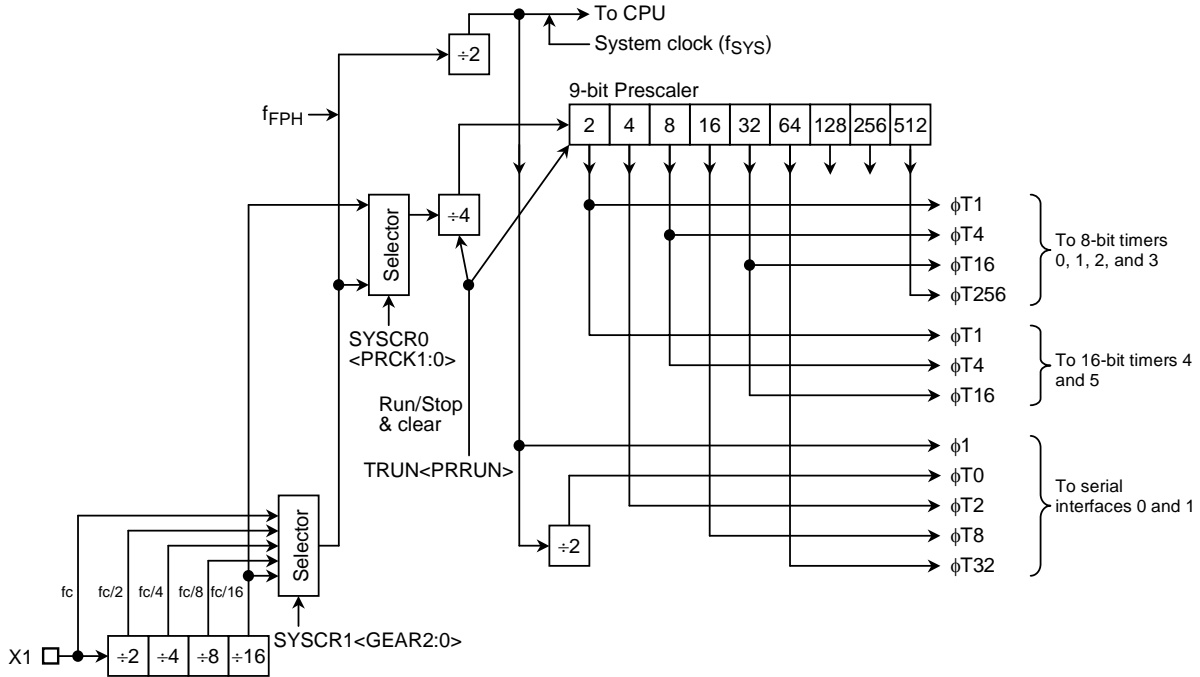 To CPU
÷2
System clock (fSYS)
9-bit Prescaler
fFPH
2 4 8 16 32 64 128 256 512
Selector
÷4
ϕT1
ϕT4
ϕT16
ϕT256
To 8-bit timers
0, 1, 2, and 3
SYSCR0
<PRCK1:0>
ϕT1
ϕT4
ϕT16
To 16-bit timers 4
and 5
Run/Stop
& clear
TRUN<PRRUN>
ϕ1
ϕT0
ϕT2
ϕT8
ϕT32
To serial
interfaces 0 and 1
÷2
Selector
fc fc/2 fc/4 fc/8 fc/16
SYSCR1<GEAR2:0>
X1
÷2 ÷4 ÷8 ÷16